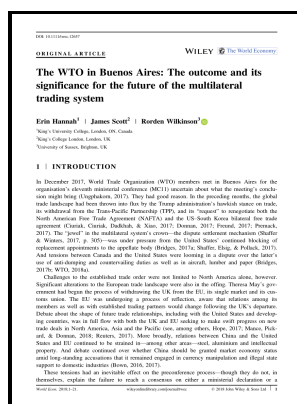 DOI: 10.1111/twec.12657
ORIGINAL ARTICLE
WILEY The World Economy
The WTO in Buenos Aires: The outcome and its
significance for the future of the multilateral
trading system
Erin Hannah¹ | James Scott² | Rorden Wilkinson³
¹King's University College, London, ON, Canada
²King's College London, London, UK
³University of Sussex, Brighton, UK
1 | INTRODUCTION
In December 2017, World Trade Organization (WTO) members met in Buenos Aires for the
organisation's eleventh ministerial conference (MC11) uncertain about what the meeting's conclu-
sion might bring (Ungphakorn, 2017). They had good reason. In the preceding months, the global
trade landscape had been thrown into flux by the Trump administration's hawkish stance on trade,
its withdrawal from the Trans-Pacific Partnership (TPP), and its "request" to renegotiate both the
North American Free Trade Agreement (NAFTA) and the US-South Korea bilateral free trade
agreement (Ciuriak, Ciuriak, Dadkhah, & Xiao, 2017; Donnan, 2017; Freund, 2017; Pennack,
2017). The "jewel" in the multilateral system's crown—the dispute settlement mechanism (Shaffer
& Winters, 2017, p. 305)—was under pressure from the United States' continued blocking of
replacement appointments to the appellate body (Bridges, 2017a; Shaffer, Elsig, & Pollack, 2017).
And tensions between Canada and the United States were looming in a dispute over the latter's
use of anti-dumping and countervailing duties as well as in aircraft, lumber and paper (Bridges,
2017b; WTO, 2018a).
Challenges to the established trade order were not limited to North America alone, however.
Significant alterations to the European trade landscape were also in the offing. Theresa May's gov-
ernment had begun the process of withdrawing the UK from the EU, its single market and its cus-
toms union. The EU was undergoing a process of reflection, aware that relations among its
members as well as with established trading partners would change following the UK's departure.
Debate about the shape of future trade relationships, including with the United States and develop-
ing countries, was in full flow with both the UK and EU seeking to make swift progress on new
trade deals in North America, Asia and the Pacific (see, among others, Hope, 2017; Mance, Pick-
ard, & Donnan, 2018; Renters, 2017). More broadly, relations between China and the United
States and EU continued to be strained in—among other areas—steel, aluminium and intellectual
property. And debate continued over whether China should be granted market economy status
amid long-standing accusations that it remained engaged in currency manipulation and illegal state
support to domestic industries (Bown, 2016, 2017).
These tensions had an inevitable effect on the preconference process—though they do not, in
themselves, explain the failure to reach a consensus on either a ministerial declaration or a
World Econ. 2018;1–21.
wileyonlinelibrary.com/journal/twec
© 2018 John Wiley & Sons Ltd
1